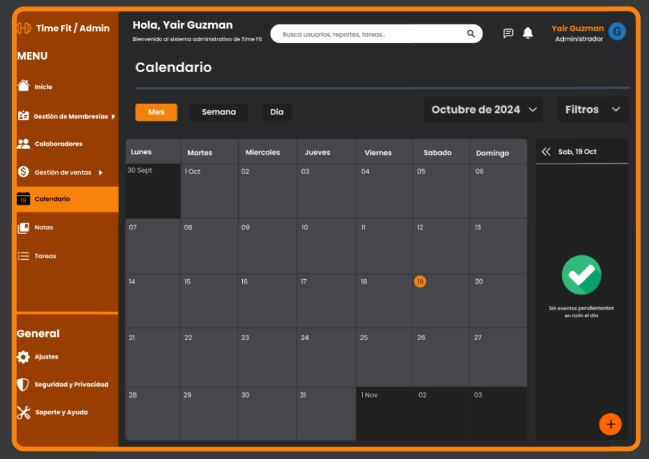 Time Fit / Admin
Hola, Yair Guzman
Bienvenido al sistema administrativo de Time Fit
Busca usuarios, reportes, tareas..
Yair Guzman
Administrador
G
MENU
Inicio
Gestión de Membresias
Colaboradores
Gestión de ventas
19
Calendario
Notas
Tareas
General
Ajustes
Seguridad y Privacidad
Soporte y Ayuda
Calendario
Mes Semana Dia
Octubre de 2024
Filtros
Lunes Martes Miercoles Jueves Viernes Sabado Domingo
30 Sept 1 Oct 02 03 04 05 06
07 08 09 10 11 12 13
14 15 16 17 18 19 20
21 22 23 24 25 26 27
28 29 30 31 1 Nov 02 03
Sab, 19 Oct
Sin eventos pendientesten
en todo el dia
+